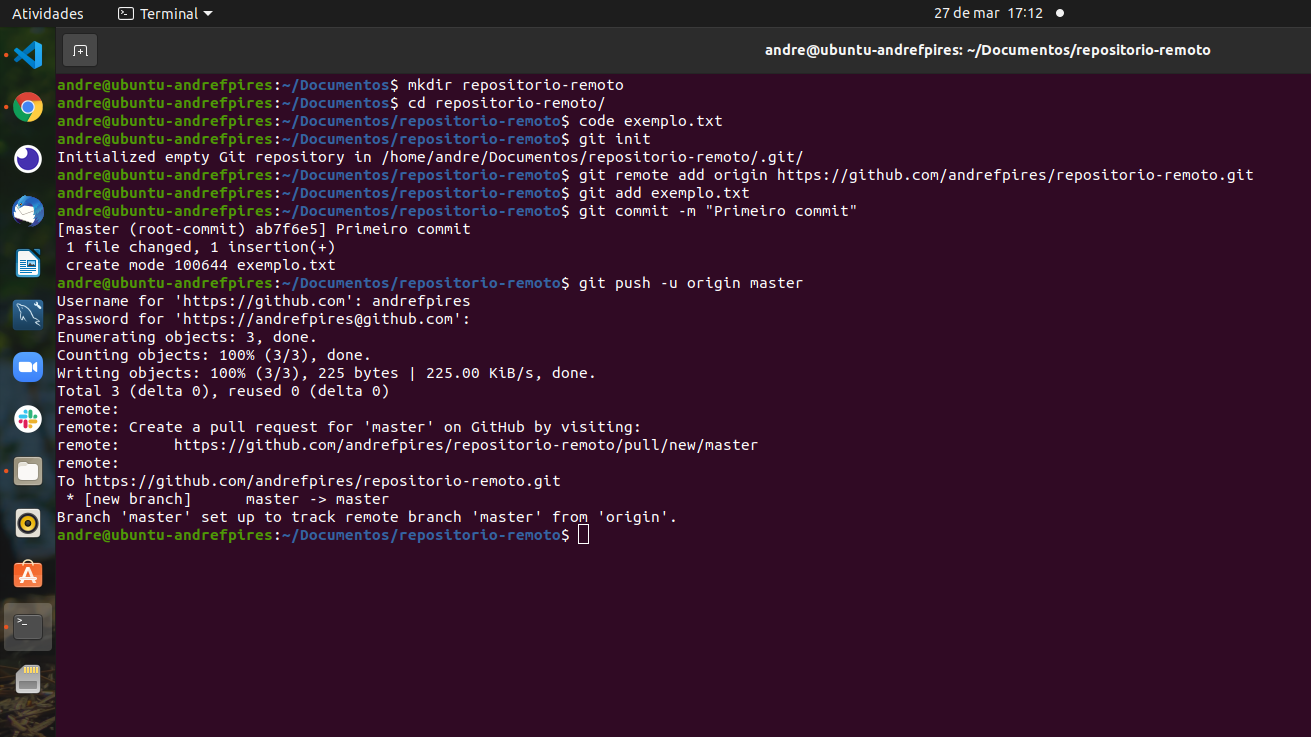 Atividades
Terminal
27 de mar 17:12
andre@ubuntu-andrefpires: ~/Documentos/repositorio-remoto
andre@ubuntu-andrefpires:~/Documentos$ mkdir repositorio-remoto
andre@ubuntu-andrefpires:~/Documentos$ cd repositorio-remoto/
andre@ubuntu-andrefpires:~/Documentos/repositorio-remoto$ code exemplo.txt
andre@ubuntu-andrefpires:~/Documentos/repositorio-remoto$ git init
Initialized empty Git repository in /home/andre/Documentos/repositorio-remoto/.git/
andre@ubuntu-andrefpires:~/Documentos/repositorio-remoto$ git remote add origin https://github.com/andrefpires/repositorio-remoto.git
andre@ubuntu-andrefpires:~/Documentos/repositorio-remoto$ git add exemplo.txt
andre@ubuntu-andrefpires:~/Documentos/repositorio-remoto$ git commit -m "Primeiro commit"
[master (root-commit) ab7f6e5] Primeiro commit
 1 file changed, 1 insertion(+)
 create mode 100644 exemplo.txt
andre@ubuntu-andrefpires:~/Documentos/repositorio-remoto$ git push -u origin master
Username for 'https://github.com': andrefpires
Password for 'https://andrefpires@github.com':
Enumerating objects: 3, done.
Counting objects: 100% (3/3), done.
Writing objects: 100% (3/3), 225 bytes | 225.00 KiB/s, done.
Total 3 (delta 0), reused 0 (delta 0)
remote:
remote: Create a pull request for 'master' on GitHub by visiting:
remote:      https://github.com/andrefpires/repositorio-remoto/pull/new/master
remote:
To https://github.com/andrefpires/repositorio-remoto.git
 * [new branch]      master -> master
Branch 'master' set up to track remote branch 'master' from 'origin'.
andre@ubuntu-andrefpires:~/Documentos/repositorio-remoto$